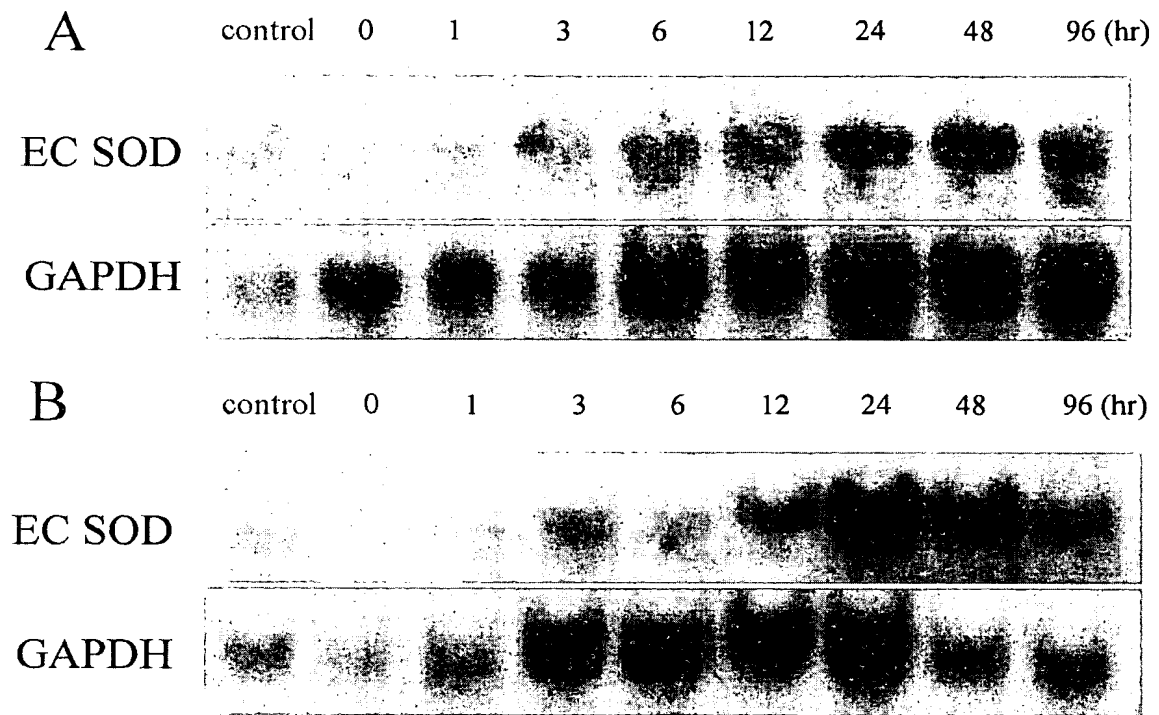 A control 0 1 3 6 12 24 48 96 (hr)
EC SOD
GAPDH
B control 0 1 3 6 12 24 48 96 (hr)
EC SOD
GAPDH